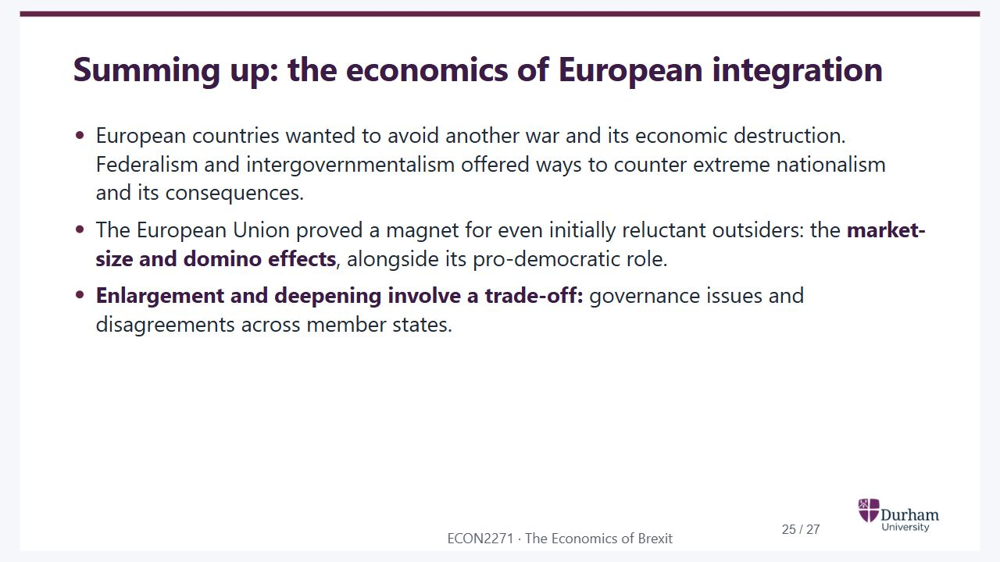 Summing up: the economics of European integration
• European countries wanted to avoid another war and its economic destruction.
Federalism and intergovernmentalism offered ways to counter extreme nationalism
and its consequences.
• The European Union proved a magnet for even initially reluctant outsiders: the market-
size and domino effects, alongside its pro-democratic role.
• Enlargement and deepening involve a trade-off: governance issues and
disagreements across member states.
ECON2271 · The Economics of Brexit
25 / 27
Durham
University